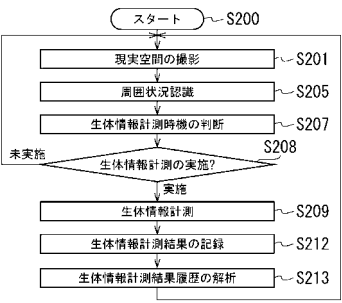 スタート S200
現実空間の撮影 S201
周囲状況認識 S205
生体情報計測時機の判断 S207
S208
未実施 生体情報計測の実施?
実施
生体情報計測 S209
生体情報計測結果の記録 S212
生体情報計測結果履歴の解析 S213